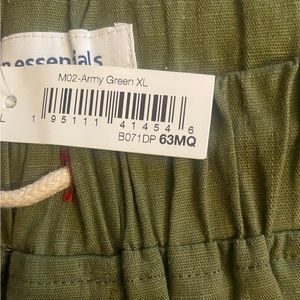 essentials
M02-Army Green XL
L
1 95111 41454 6
B071DP 63MQ